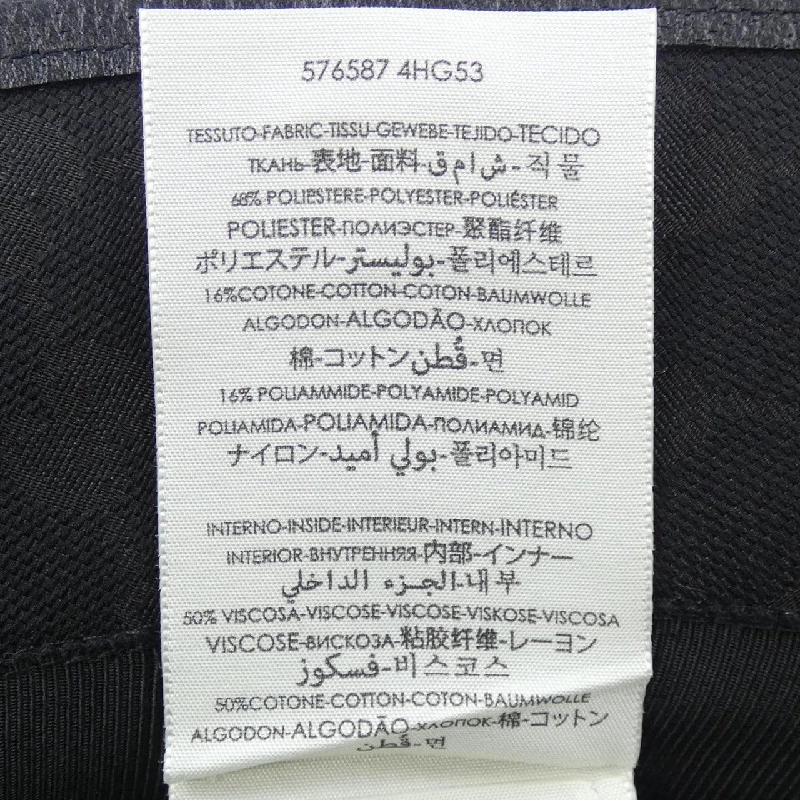 576587 4HG53
TESSUTO-FABRIC-TISSU-GEWEBE-TEJIDO-TECIDO
ТКАНЬ-表地-面料-ش ام ق-직 물
68% POLIESTERE-POLYESTER-POLIÉSTER
POLIESTER-ПОЛИЭСТЕР-聚酯纤维
ポリエステル-بوليستر-폴리에스테르
16%COTONE-COTTON-COTON-BAUMWOLLE
ALGODON-ALGODÃO-ХЛОПОК
棉-コットン-قُطن-면
16% POLIAMMIDE-POLYAMIDE-POLYAMID
POLIAMIDA-POLIAMIDA-ПОЛИАМИД-锦纶
ナイロン-بولي أميد-폴리아미드
INTERNO-INSIDE-INTERIEUR-INTERN-INTERNO
INTERIOR-ВНУТРЕННЯЯ-内部-インナー
الجزء الداخلي-내부
50% VISCOSA-VISCOSE-VISCOSE-VISKOSE-VISCOSA
VISCOSE-ВИСКОЗА-粘胶纤维-レーヨン
فسكوز-비스코스
50%COTONE-COTTON-COTON-BAUMWOLLE
ALGODON-ALGODÃO-ХЛОПОК-棉-コットン
قُطن-면